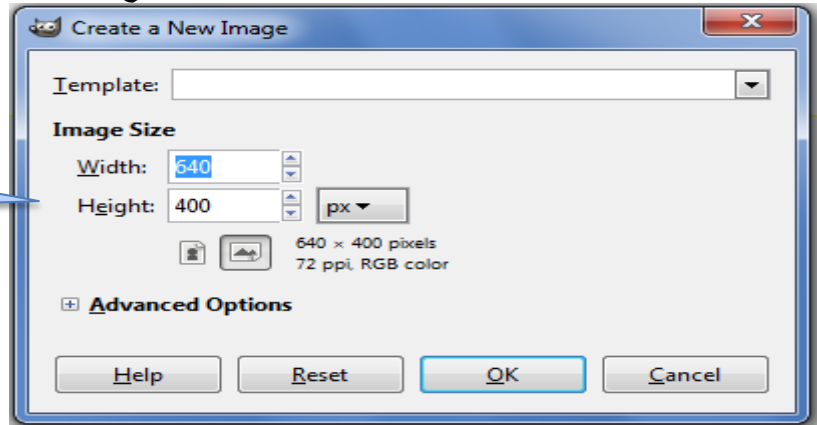 Create a New Image
Template:
Image Size
Width: 640
Height: 400 px
640 × 400 pixels
72 ppi, RGB color
Advanced Options
Help Reset OK Cancel